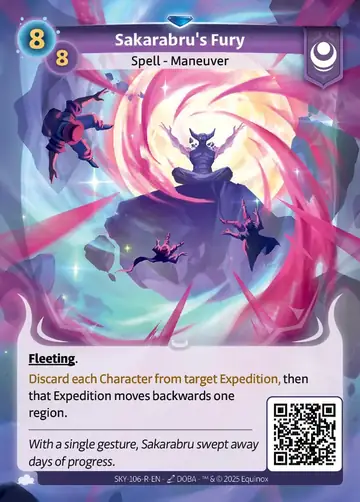 8
8
Sakarabru's Fury
Spell - Maneuver
Fleeting.
Discard each Character from target Expedition, then
that Expedition moves backwards one
region.
With a single gesture, Sakarabru swept away
days of progress.
SKY-106-R-EN - DOBA - ™ & © 2025 Equinox